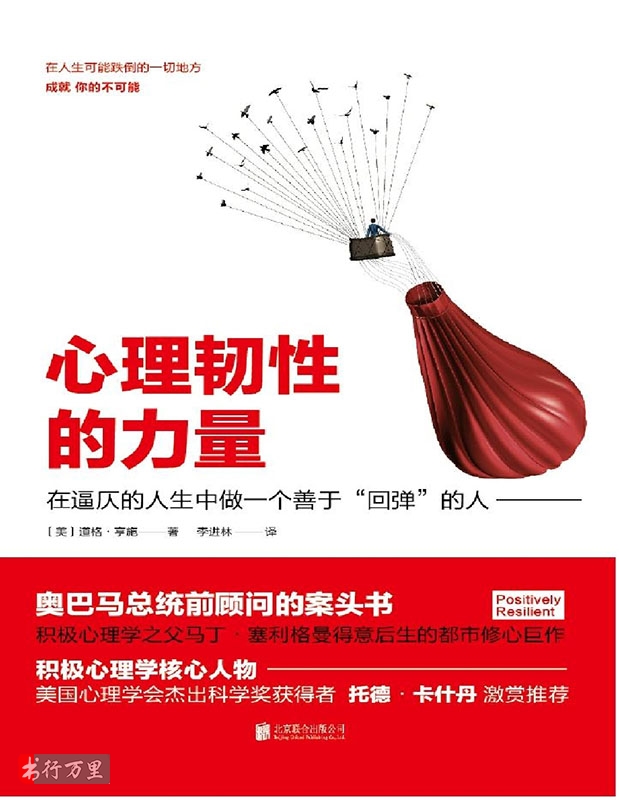 在人生可能跌倒的一切地方
成就 你的不可能
心理韧性
的力量
在逼仄的人生中做一个善于“回弹”的人——
[美]道格·亨施——著 李进林——译
奥巴马总统前顾问的案头书
Positively
Resilient
积极心理学之父马丁·塞利格曼得意后生的都市修心巨作
积极心理学核心人物——
美国心理学会杰出科学奖获得者 托德·卡什丹 激赏推荐
北京联合出版公司
Beijing United Publishing Co.,Ltd.
书行万里